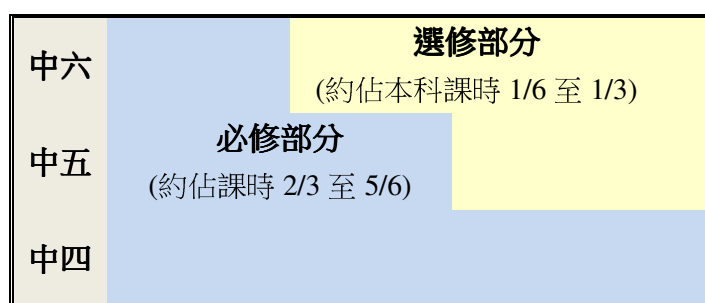 中六
選修部分
(約佔本科課時 1/6 至 1/3)
中五
必修部分
(約佔課時 2/3 至 5/6)
中四